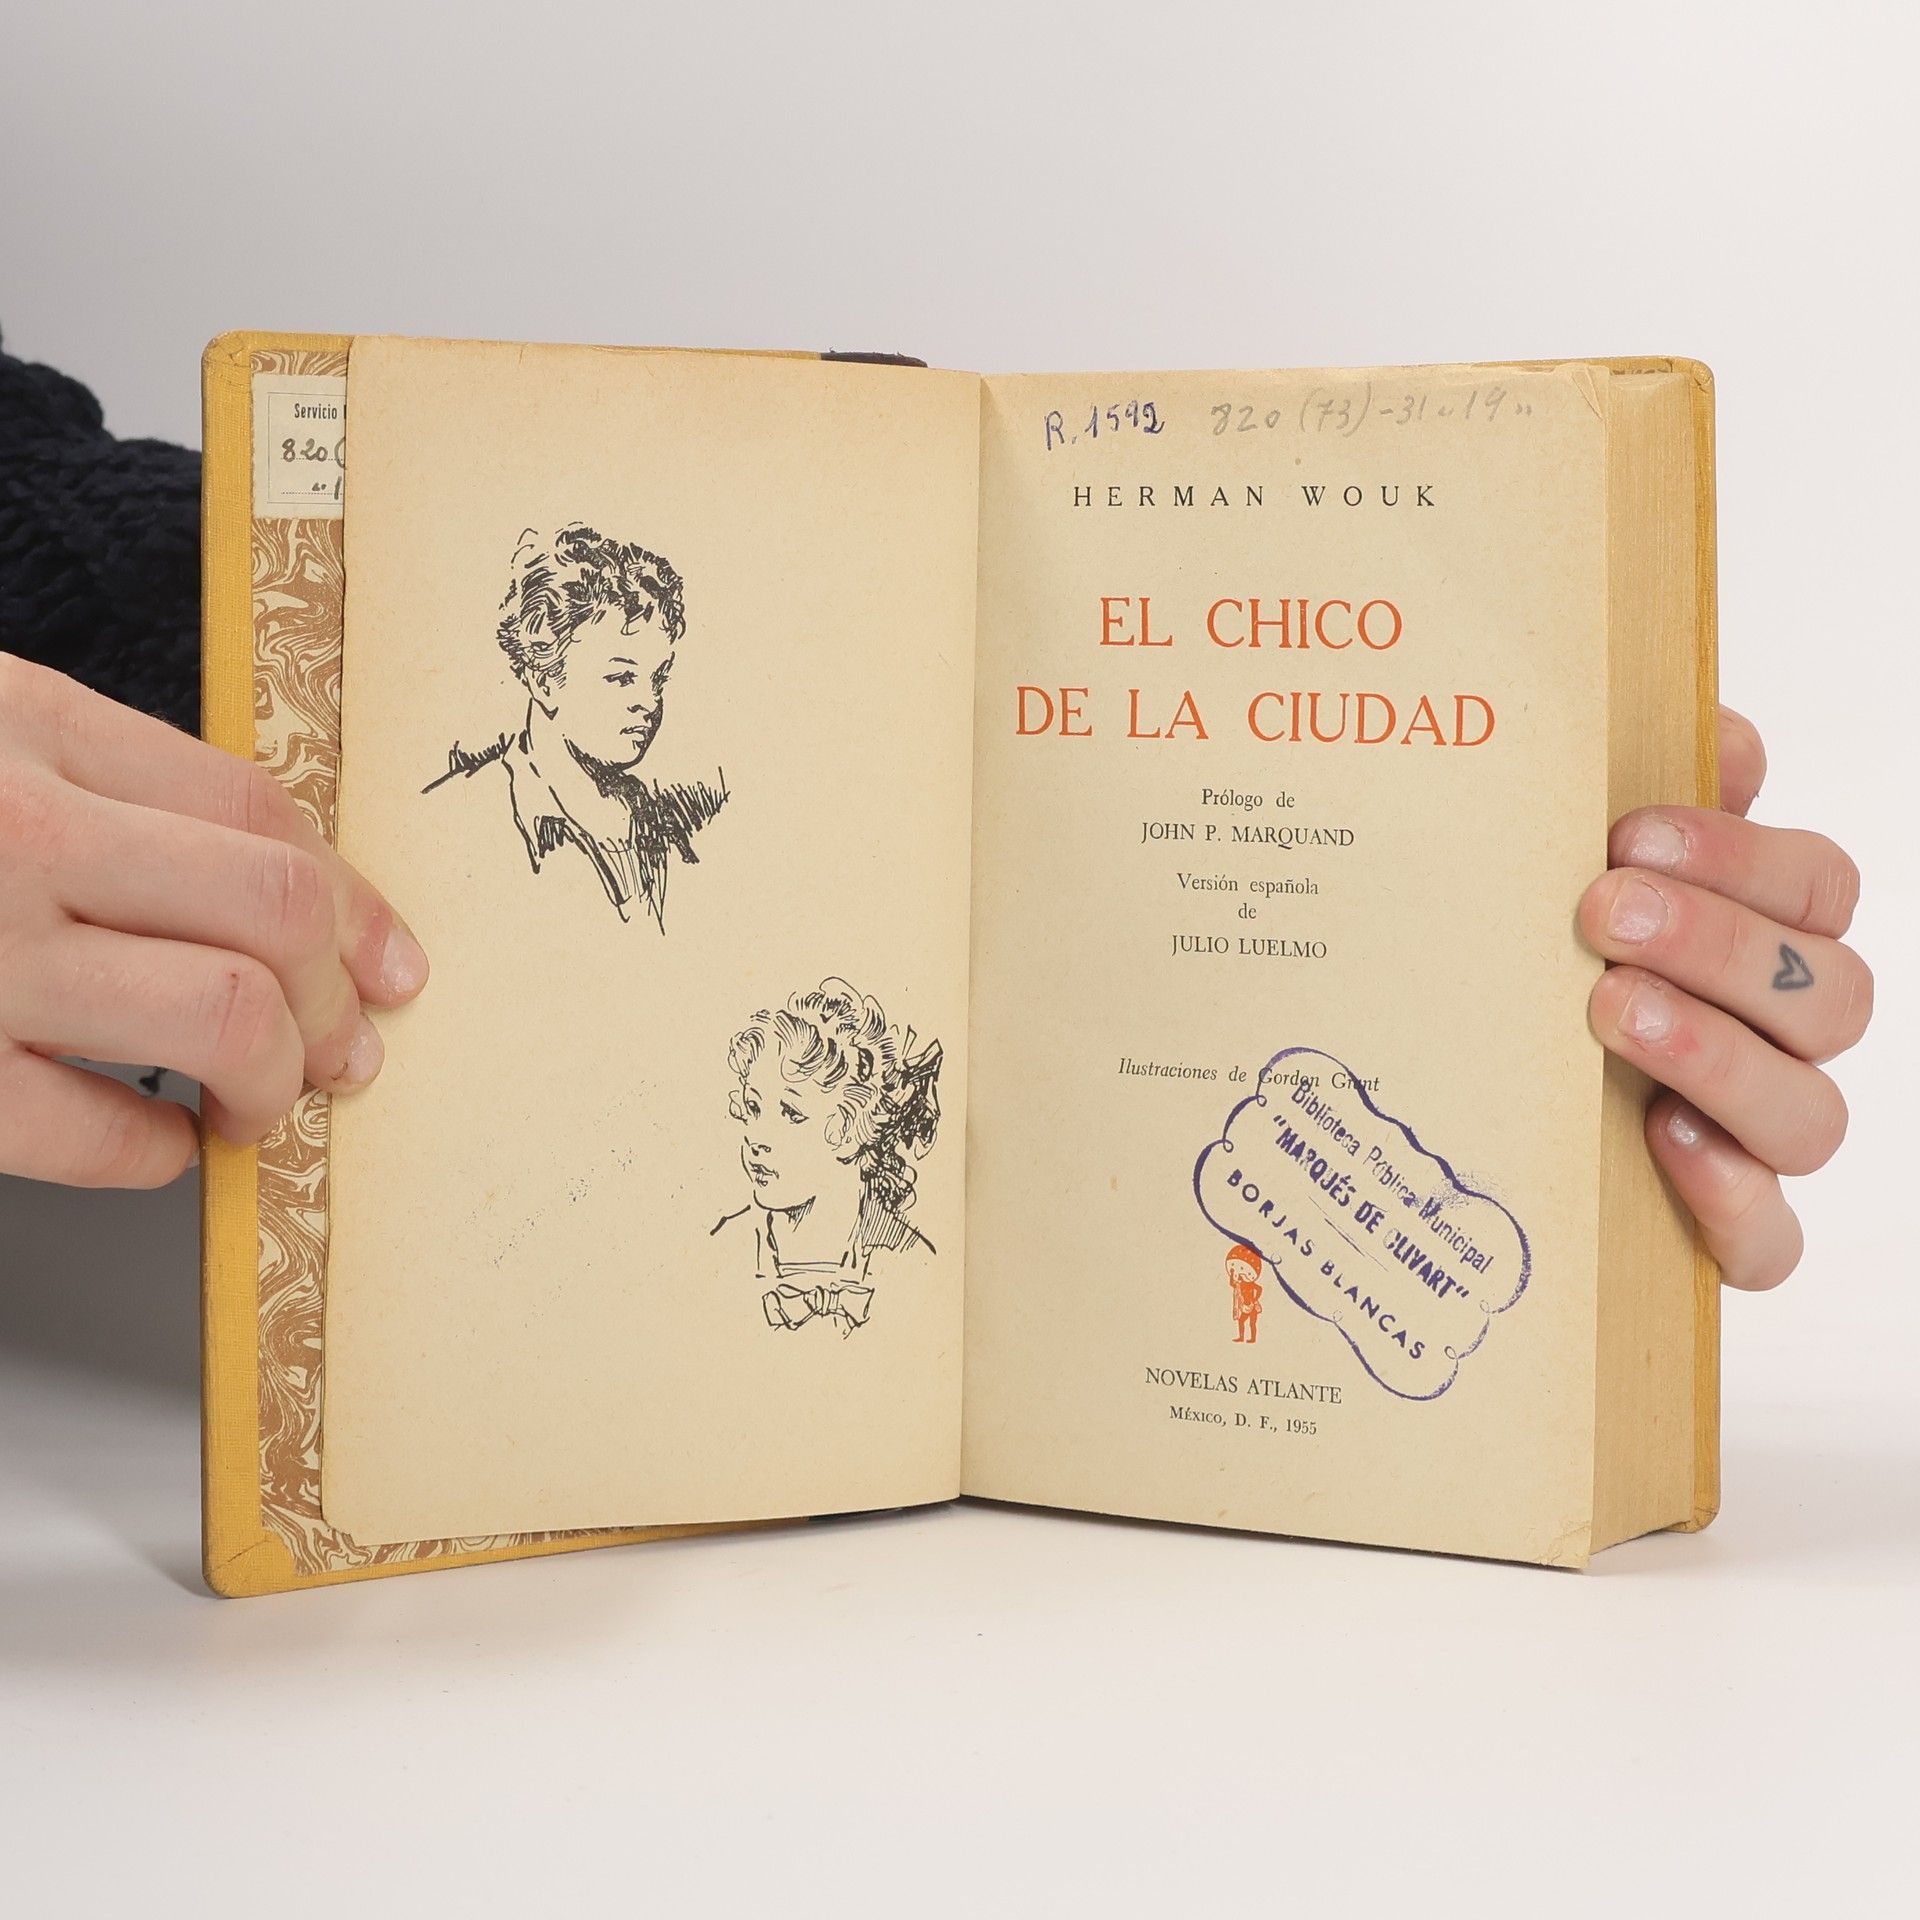 Servicio
820(
R. 1592 820 (73)-31 "19"
HERMAN WOUK
EL CHICO
DE LA CIUDAD
Prólogo de
JOHN P. MARQUAND
Versión española
de
JULIO LUELMO
Ilustraciones de Gordon Grant
Biblioteca Pública Municipal
"MARQUÉS DE OLIVART"
BORJAS BLANCAS
NOVELAS ATLANTE
MÉXICO, D. F., 1955